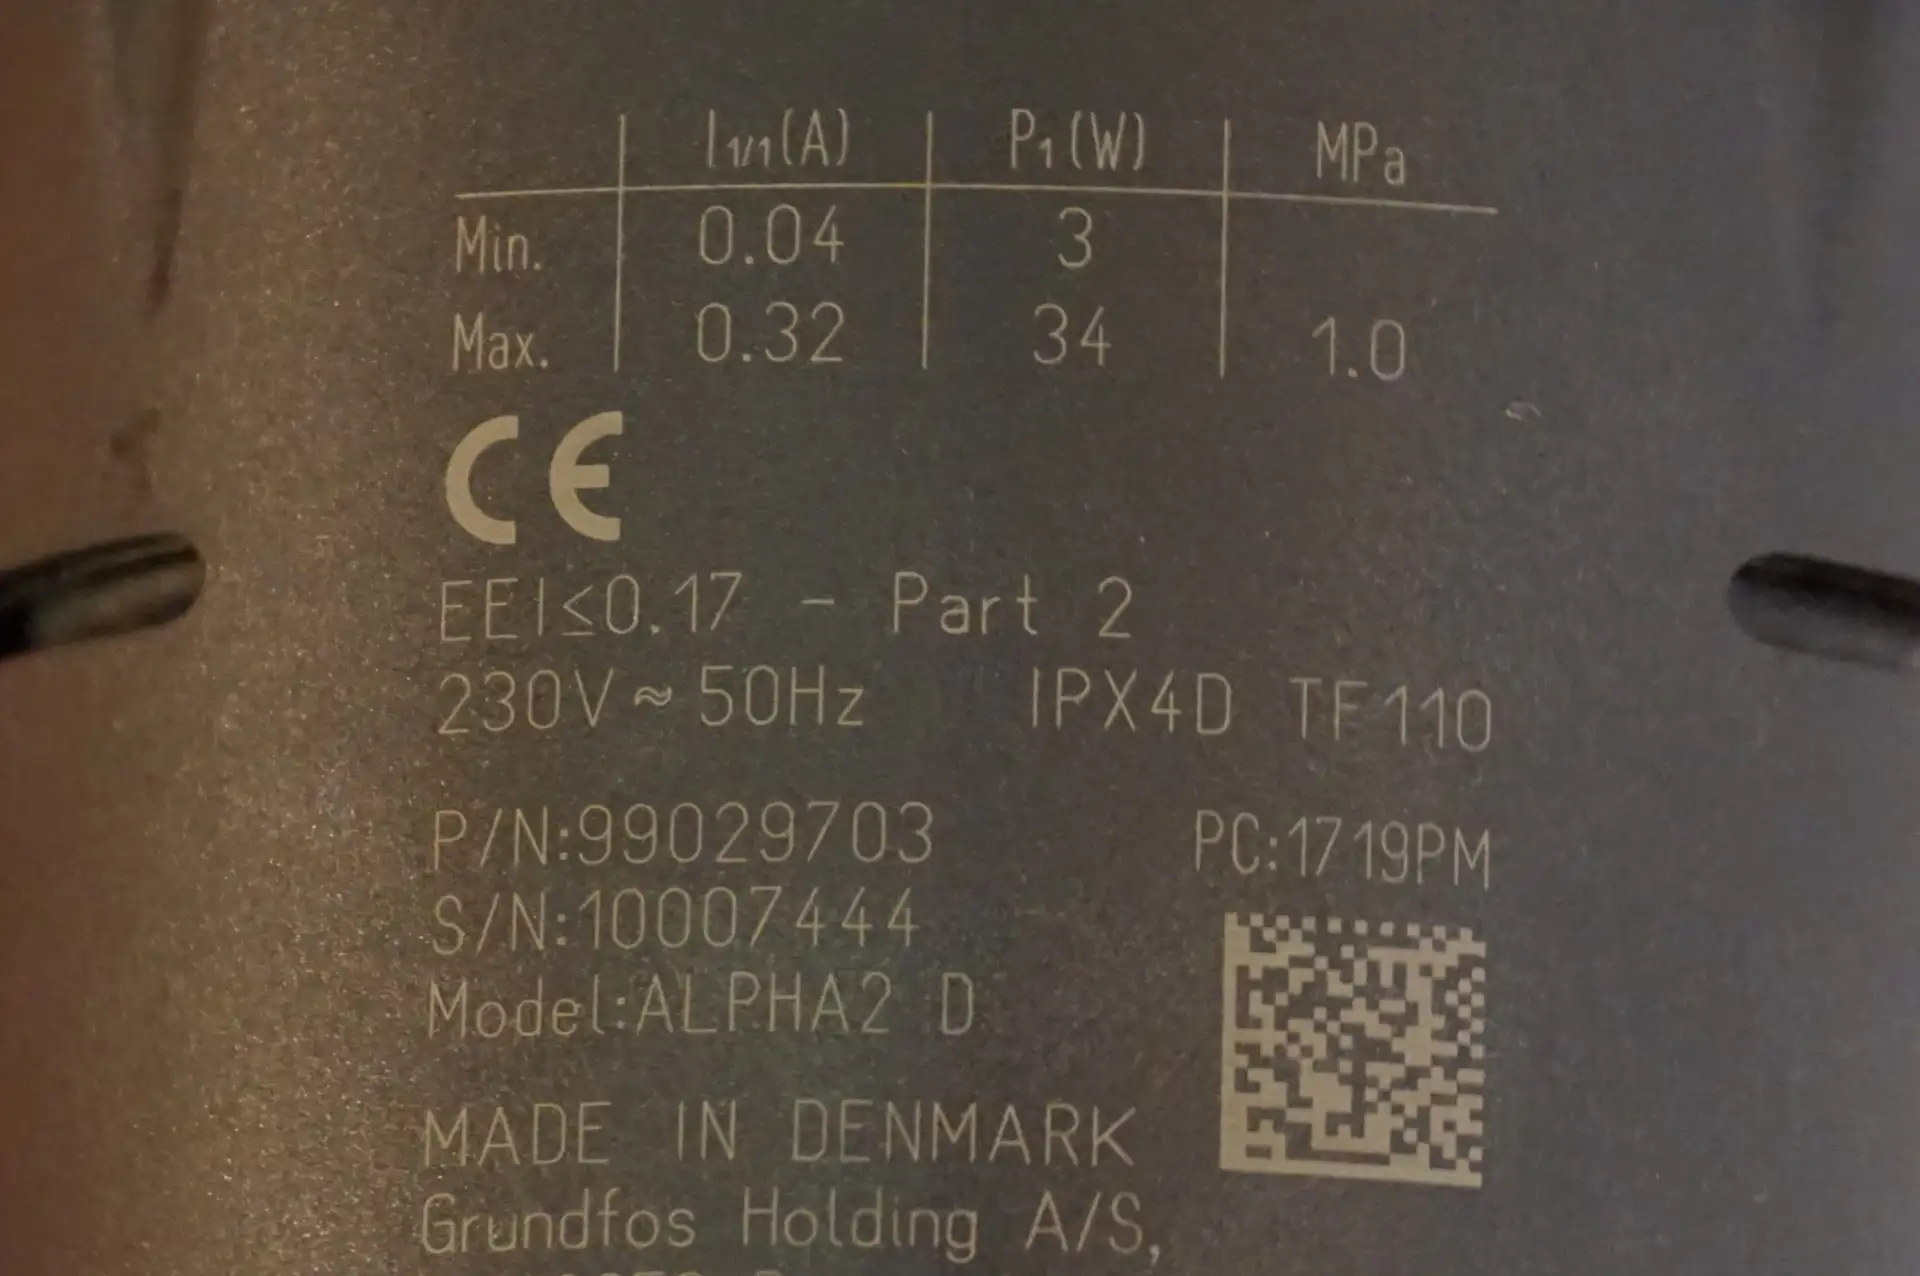 I1/1(A) P1(W) MPa
Min. 0.04 3
Max. 0.32 34 1.0
CE
EEI≤0.17 - Part 2
230V ≈ 50Hz IPX4D TF110
P/N:99029703 PC:1719PM
S/N:10007444
Model:ALPHA2 D
MADE IN DENMARK
Grundfos Holding A/S,